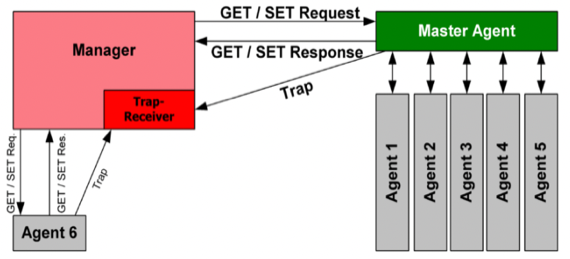 GET / SET Request
Manager
Master Agent
GET / SET Response
Trap
Trap-
Receiver
GET / SET Req.
GET / SET Res.
Trap
Agent 1
Agent 2
Agent 3
Agent 4
Agent 5
Agent 6